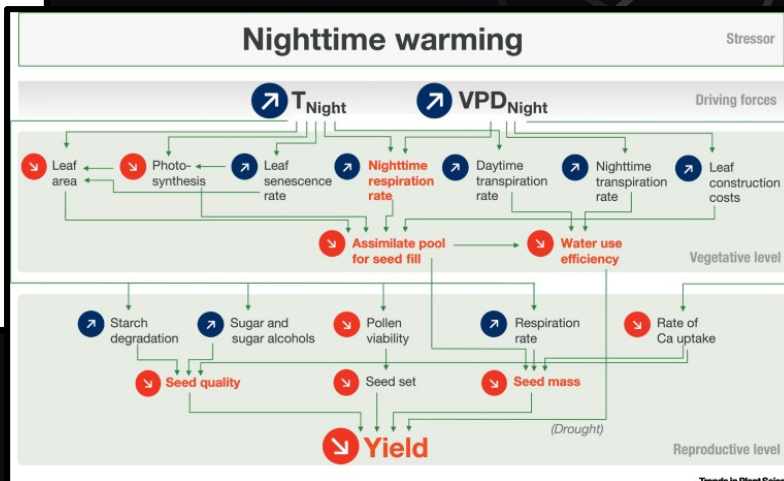 Nighttime warming
Stressor
T Night
VPD Night
Driving forces
Leaf
area
Photo-
synthesis
Leaf
senescence
rate
Nighttime
respiration
rate
Daytime
transpiration
rate
Nighttime
transpiration
rate
Leaf
construction
costs
Assimilate pool
for seed fill
Water use
efficiency
Vegetative level
Starch
degradation
Sugar and
sugar alcohols
Pollen
viability
Respiration
rate
Rate of
Ca uptake
Seed quality
Seed set
Seed mass
(Drought)
Yield
Reproductive level
Trends in Plant